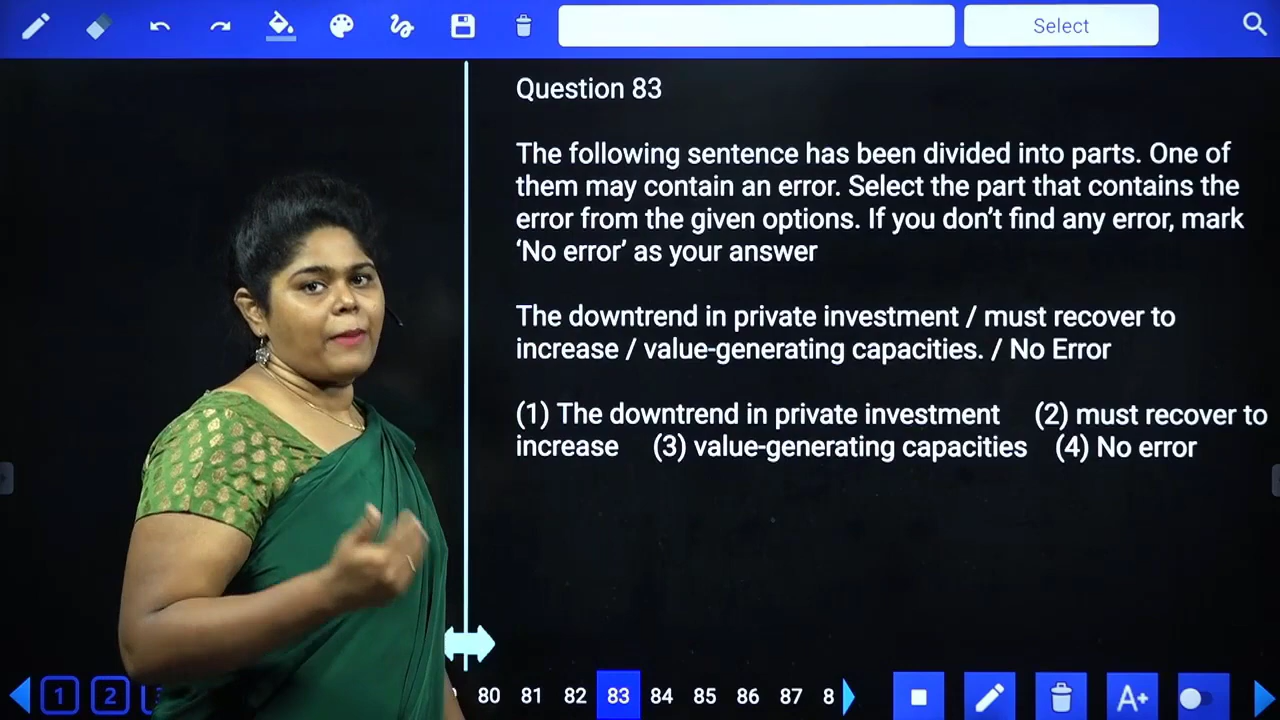 Select
Question 83
The following sentence has been divided into parts. One of
them may contain an error. Select the part that contains the
error from the given options. If you don’t find any error, mark
‘No error’ as your answer
The downtrend in private investment / must recover to
increase / value-generating capacities. / No Error
(1) The downtrend in private investment (2) must recover to
increase (3) value-generating capacities (4) No error
1 2 80 81 82 83 84 85 86 87 8 A+